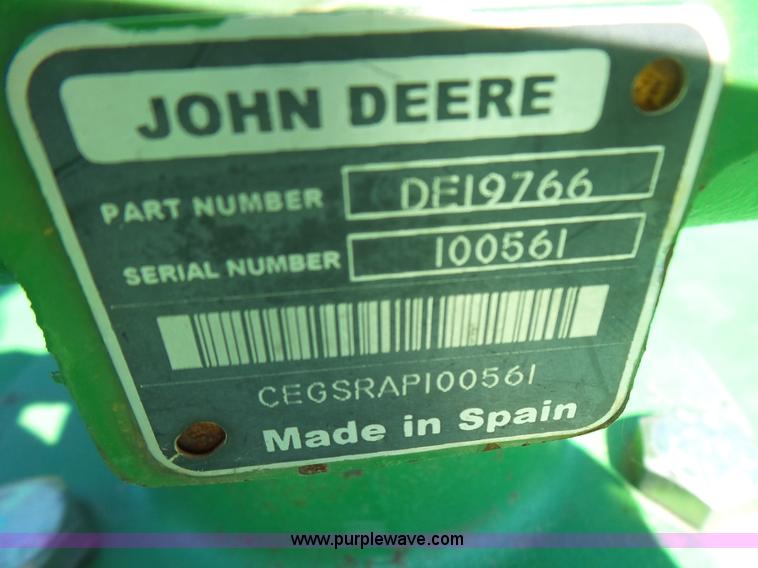 JOHN DEERE
PART NUMBER DE19766
SERIAL NUMBER 100561
CEGSRAP100561
Made in Spain
www.purplewave.com